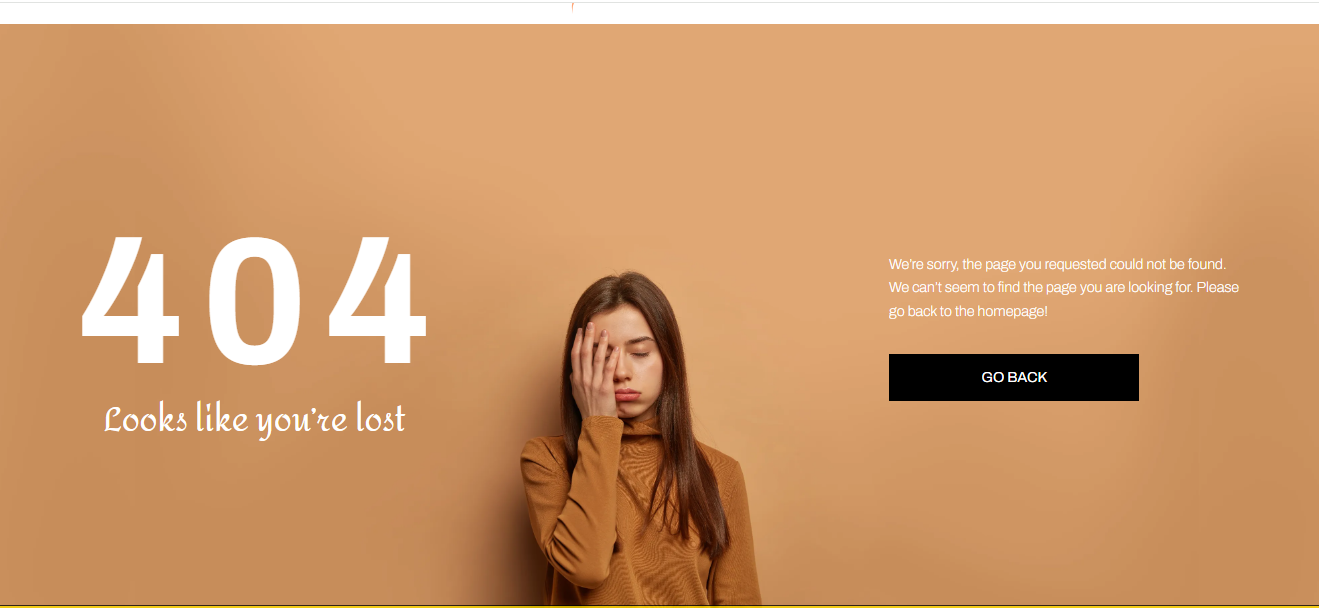 404
Looks like you're lost
We're sorry, the page you requested could not be found.
We can't seem to find the page you are looking for. Please
go back to the homepage!
GO BACK